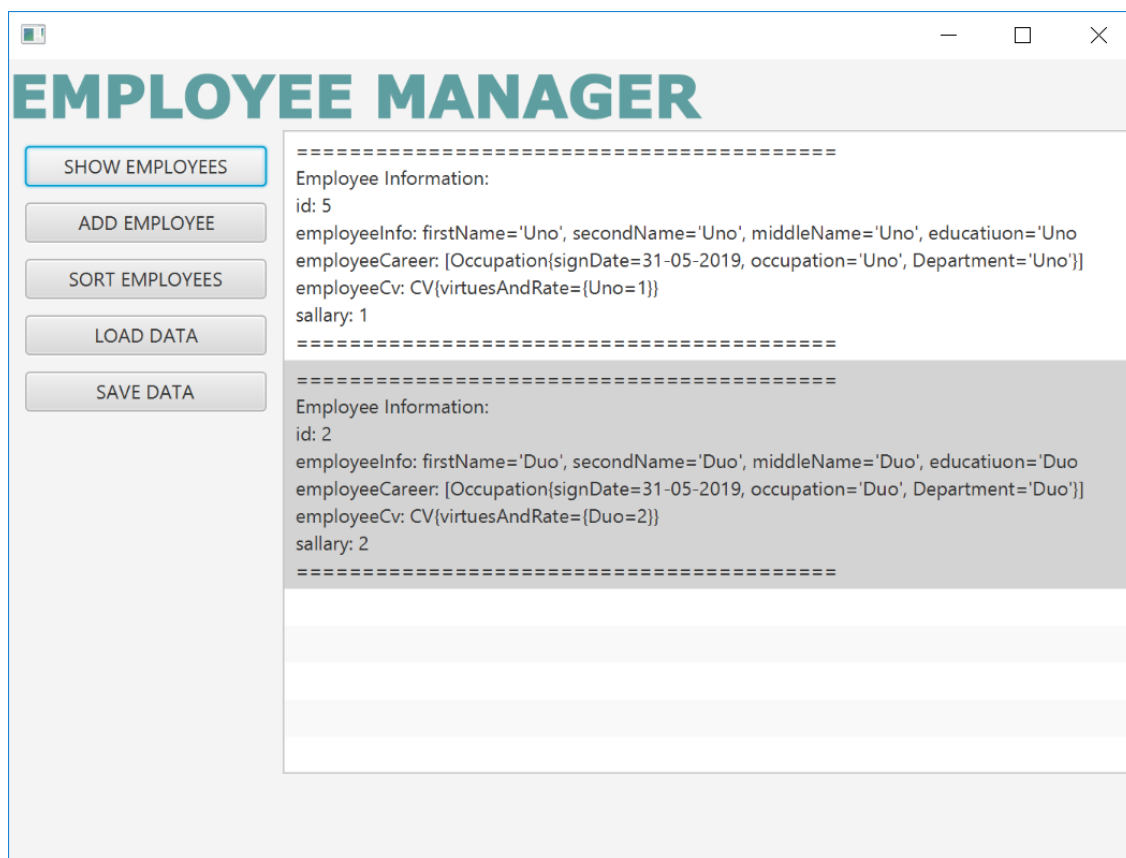 EMPLOYEE MANAGER
SHOW EMPLOYEES
ADD EMPLOYEE
SORT EMPLOYEES
LOAD DATA
SAVE DATA
=========================================
Employee Information:
id: 5
employeeInfo: firstName='Uno', secondName='Uno', middleName='Uno', educatiuon='Uno
employeeCareer: [Occupation{signDate=31-05-2019, occupation='Uno', Department='Uno'}]
employeeCv: CV{virtuesAndRate={Uno=1}}
sallary: 1
=========================================
=========================================
Employee Information:
id: 2
employeeInfo: firstName='Duo', secondName='Duo', middleName='Duo', educatiuon='Duo
employeeCareer: [Occupation{signDate=31-05-2019, occupation='Duo', Department='Duo'}]
employeeCv: CV{virtuesAndRate={Duo=2}}
sallary: 2
=========================================